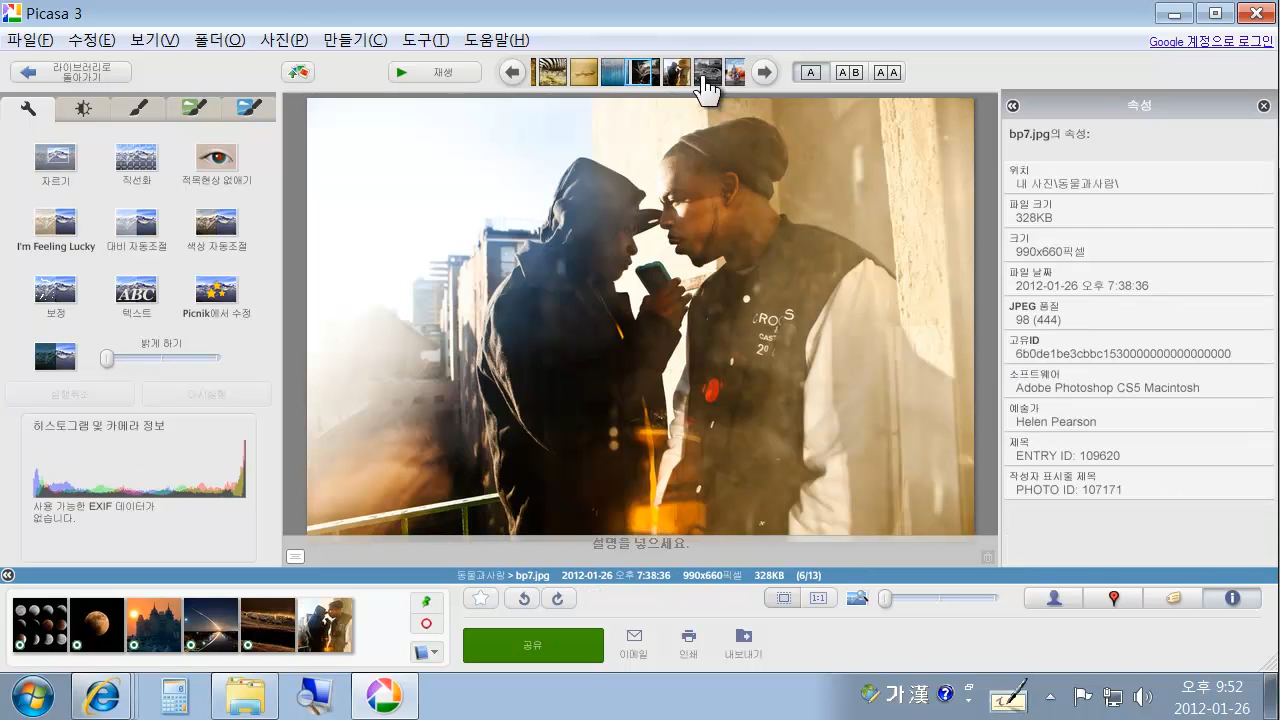 Picasa 3
파일(F) 수정(E) 보기(V) 폴더(O) 사진(P) 만들기(C) 도구(T) 도움말(H)
Google 계정으로 로그인
라이브러리로
돌아가기
재생
A
A B
A A
자르기 직선화 적목현상 없애기
I'm Feeling Lucky 대비 자동조절 색상 자동조절
ABC
보정 텍스트 Picnik에서 수정
밝게 하기
실행취소 다시실행
히스토그램 및 카메라 정보
사용 가능한 EXIF 데이터가
없습니다.
설명을 넣으세요.
속성
bp7.jpg의 속성:
위치
내 사진\동물과사람\
파일 크기
328KB
크기
990x660픽셀
파일 날짜
2012-01-26 오후 7:38:36
JPEG 품질
98 (444)
고유ID
6b0de1be3cbbc1530000000000000000
소프트웨어
Adobe Photoshop CS5 Macintosh
예술가
Helen Pearson
제목
ENTRY ID: 109620
작성자 표시줄 제목
PHOTO ID: 107171
동물과사람 > bp7.jpg 2012-01-26 오후 7:38:36 990x660픽셀 328KB (6/13)
1:1
공유
이메일 인쇄 내보내기
가 漢
오후 9:52
2012-01-26